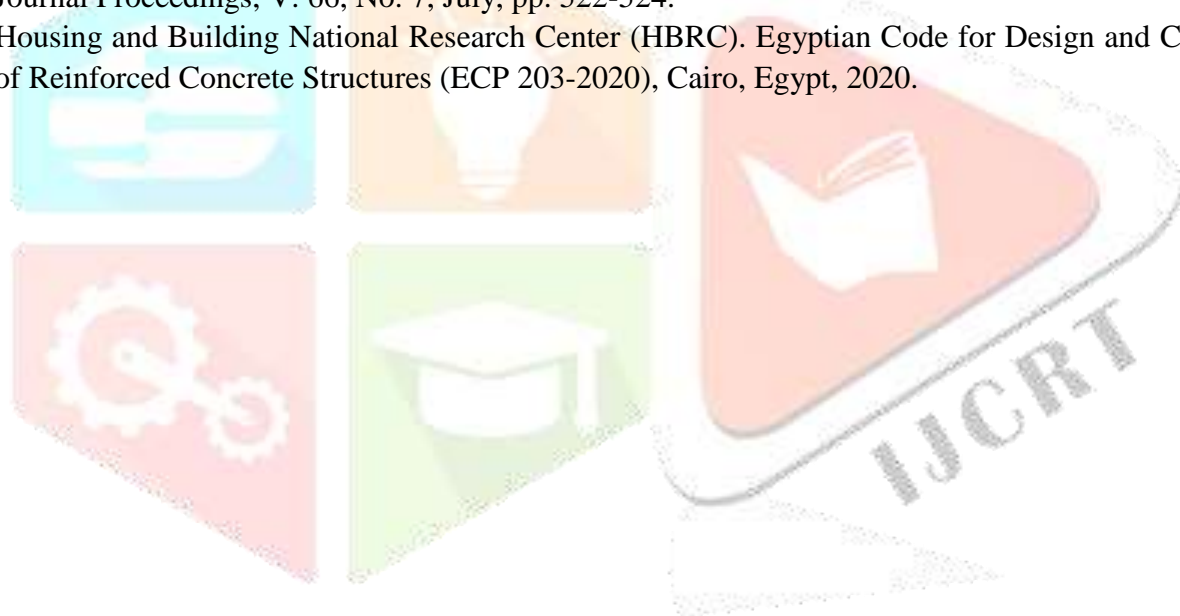 Journal Proceedings, V. 66, No. 7, July, pp. 522-524.
Housing and Building National Research Center (HBRC). Egyptian Code for Design and C
of Reinforced Concrete Structures (ECP 203-2020), Cairo, Egypt, 2020.
IJCRT